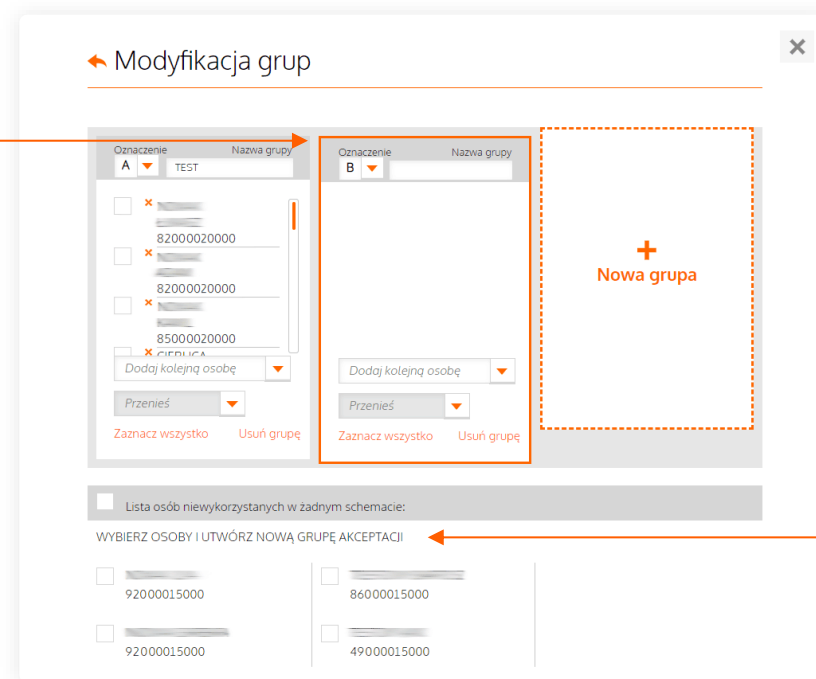 Modyfikacja grup
Oznaczenie Nazwa grupy
A TEST
82000020000
82000020000
85000020000
Dodaj kolejną osobę
Przenieś
Zaznacz wszystko Usuń grupę
Oznaczenie Nazwa grupy
B
Dodaj kolejną osobę
Przenieś
Zaznacz wszystko Usuń grupę
+
Nowa grupa
Lista osób niewykorzystanych w żadnym schemacie:
WYBIERZ OSOBY I UTWÓRZ NOWĄ GRUPĘ AKCEPTACJI
92000015000 86000015000
92000015000 49000015000